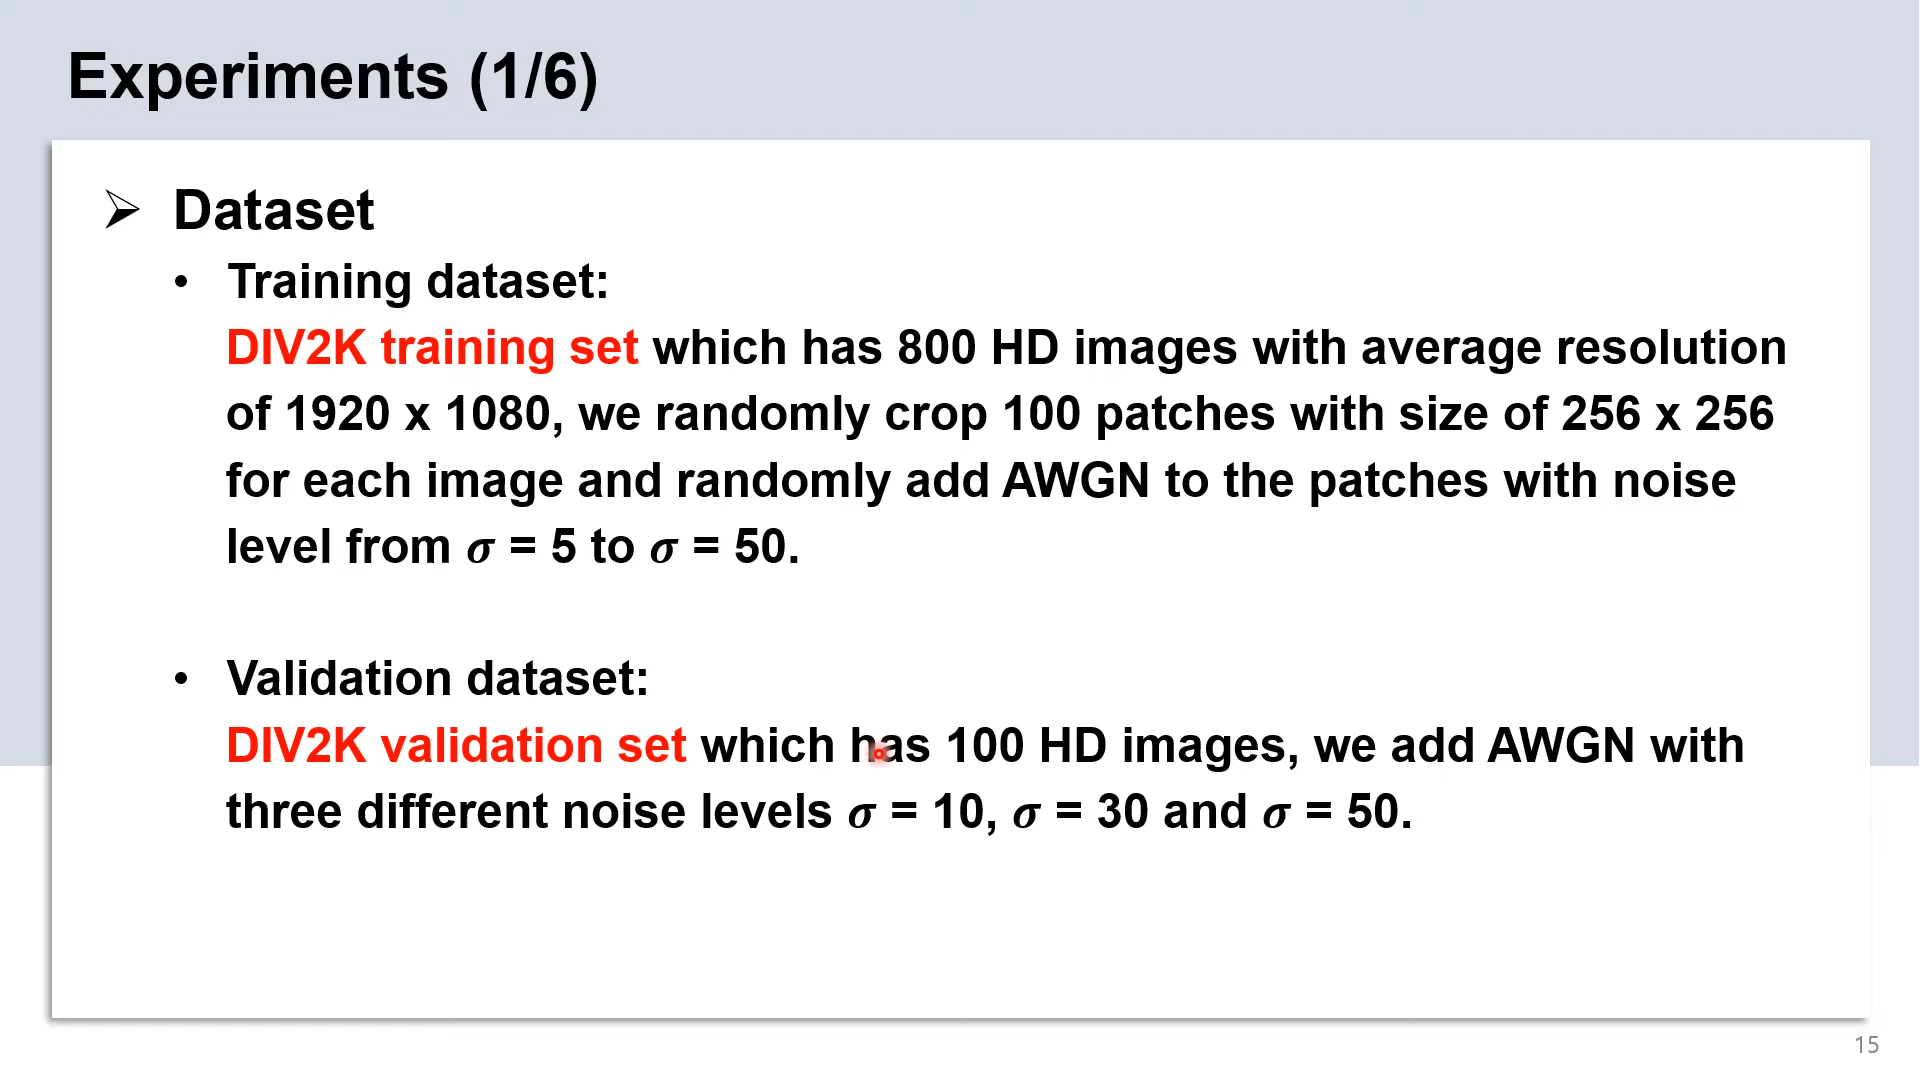 Experiments (1/6)
➢ Dataset
• Training dataset:
DIV2K training set which has 800 HD images with average resolution
of 1920 x 1080, we randomly crop 100 patches with size of 256 x 256
for each image and randomly add AWGN to the patches with noise
level from σ = 5 to σ = 50.
• Validation dataset:
DIV2K validation set which has 100 HD images, we add AWGN with
three different noise levels σ = 10, σ = 30 and σ = 50.
15